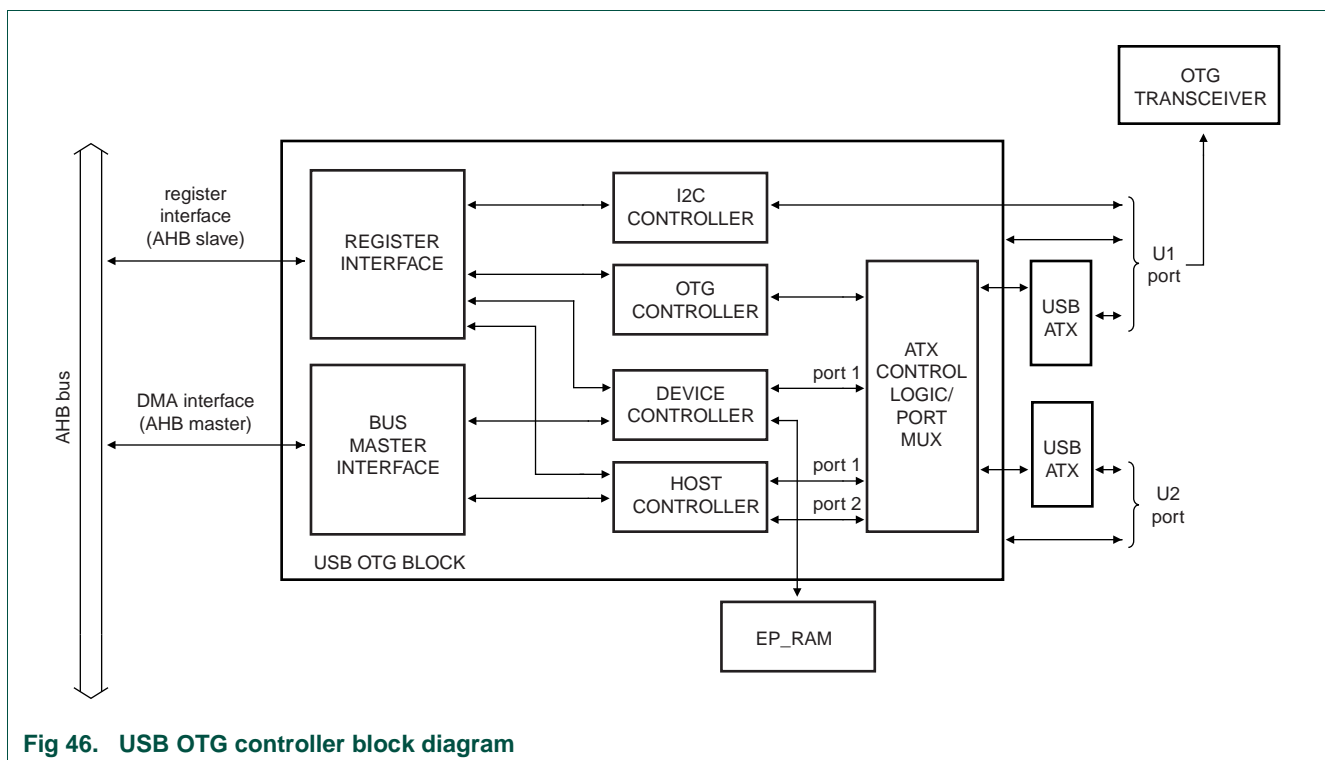 OTG
TRANSCEIVER
register
interface
(AHB slave)
REGISTER
INTERFACE
I2C
CONTROLLER
OTG
CONTROLLER
U1
port
USB
ATX
ATX
CONTROL
LOGIC/
PORT
MUX
AHB bus
DMA interface
(AHB master)
BUS
MASTER
INTERFACE
DEVICE
CONTROLLER
port 1
HOST
CONTROLLER
port 1
port 2
USB
ATX
U2
port
USB OTG BLOCK
EP_RAM
Fig 46. USB OTG controller block diagram